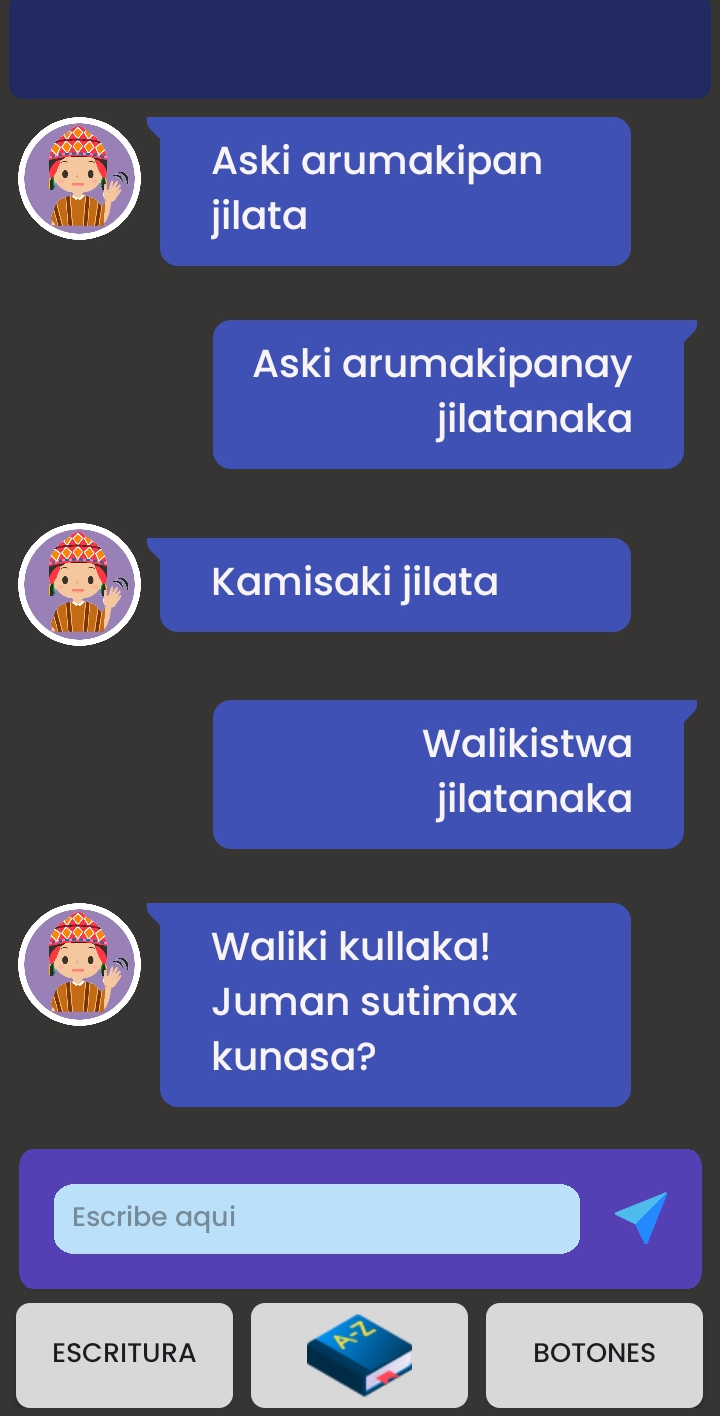 Aski arumakipan
jilata
Aski arumakipanay
jilatanaka
Kamisaki jilata
Walikistwa
jilatanaka
Waliki kullaka!
Juman sutimax
kunasa?
Escribe aqui
ESCRITURA
A-Z
BOTONES